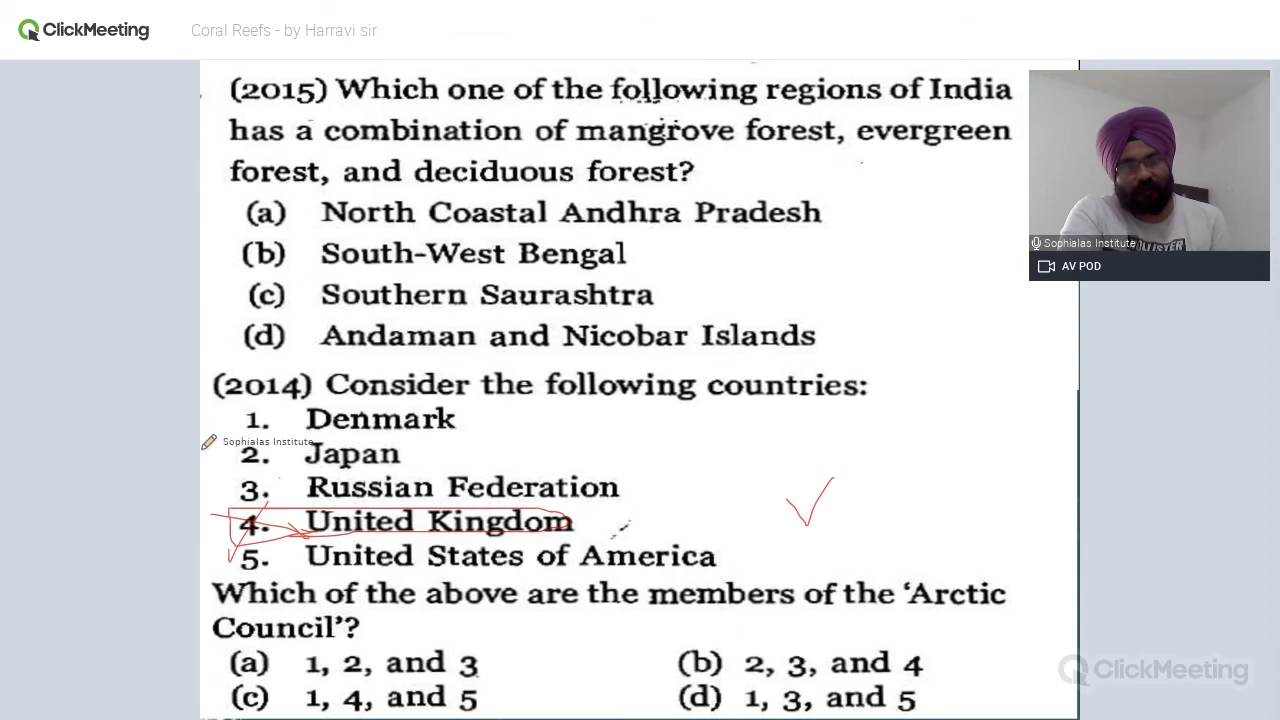 ClickMeeting
Coral Reefs - by Harravi sir
(2015) Which one of the following regions of India
has a combination of mangrove forest, evergreen
forest, and deciduous forest?
(a) North Coastal Andhra Pradesh
(b) South-West Bengal
(c) Southern Saurashtra
(d) Andaman and Nicobar Islands
(2014) Consider the following countries:
1. Denmark
Sophialas Institute
2. Japan
3. Russian Federation
4. United Kingdom
5. United States of America
Which of the above are the members of the ‘Arctic
Council’?
(a) 1, 2, and 3 (b) 2, 3, and 4
(c) 1, 4, and 5 (d) 1, 3, and 5
Sophialas Institute
AV POD
ClickMeeting